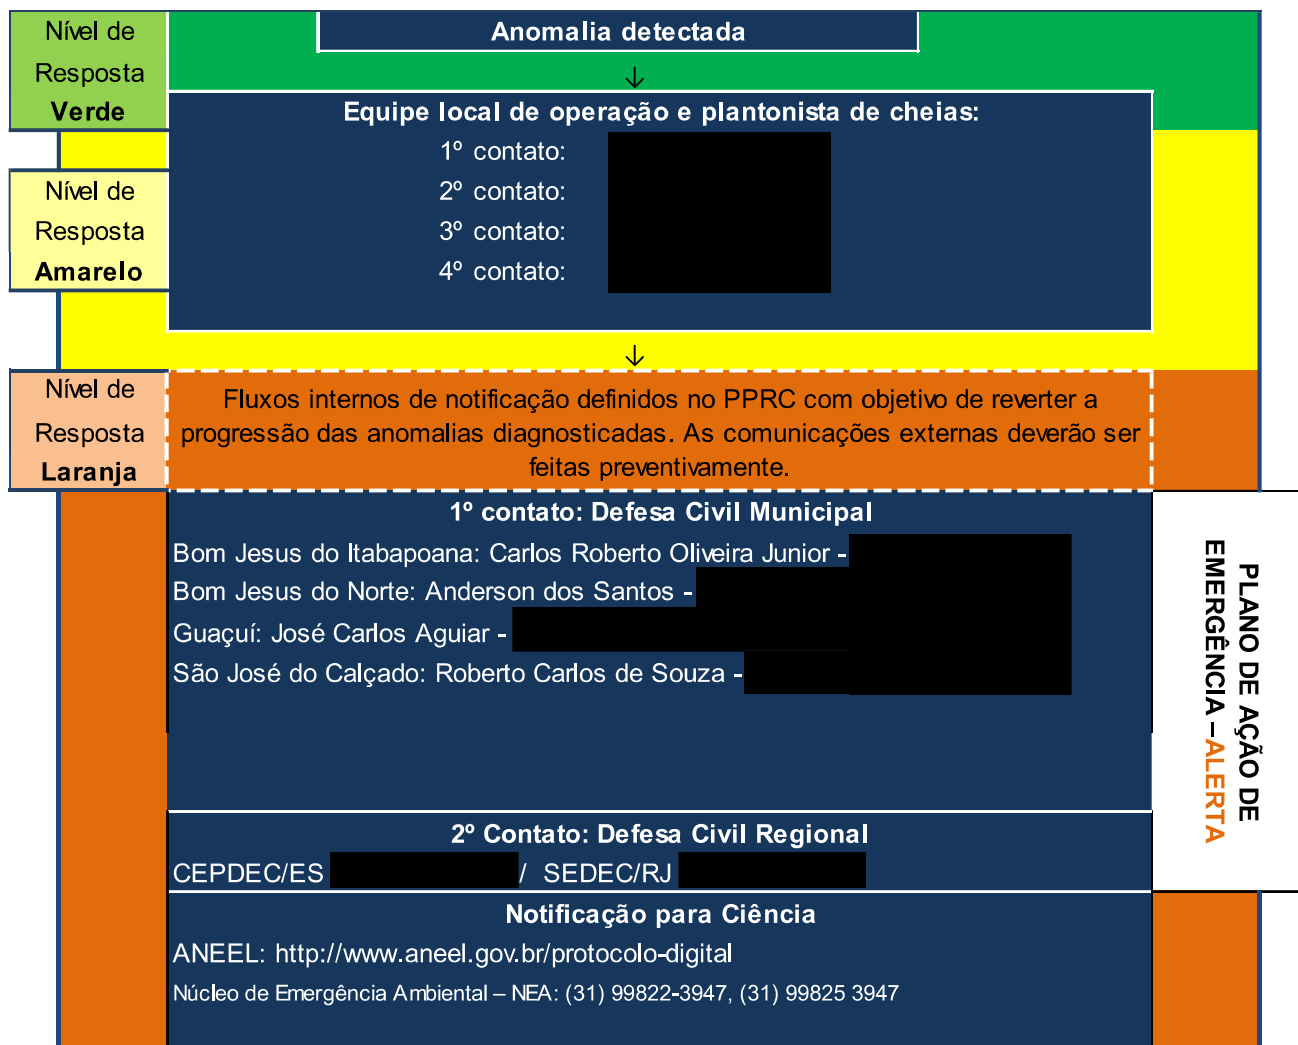 Nível de
Resposta
Verde
Anomalia detectada
↓
Equipe local de operação e plantonista de cheias:
1º contato:
2º contato:
3º contato:
4º contato:
Nível de
Resposta
Amarelo
↓
Nível de
Resposta
Laranja
Fluxos internos de notificação definidos no PPRC com objetivo de reverter a
progressão das anomalias diagnosticadas. As comunicações externas deverão ser
feitas preventivamente.
1º contato: Defesa Civil Municipal
Bom Jesus do Itabapoana: Carlos Roberto Oliveira Junior -
Bom Jesus do Norte: Anderson dos Santos -
Guaçuí: José Carlos Aguiar -
São José do Calçado: Roberto Carlos de Souza -
PLANO DE AÇÃO DE
EMERGÊNCIA – ALERTA
2º Contato: Defesa Civil Regional
CEPDEC/ES / SEDEC/RJ
Notificação para Ciência
ANEEL: http://www.aneel.gov.br/protocolo-digital
Núcleo de Emergência Ambiental – NEA: (31) 99822-3947, (31) 99825 3947